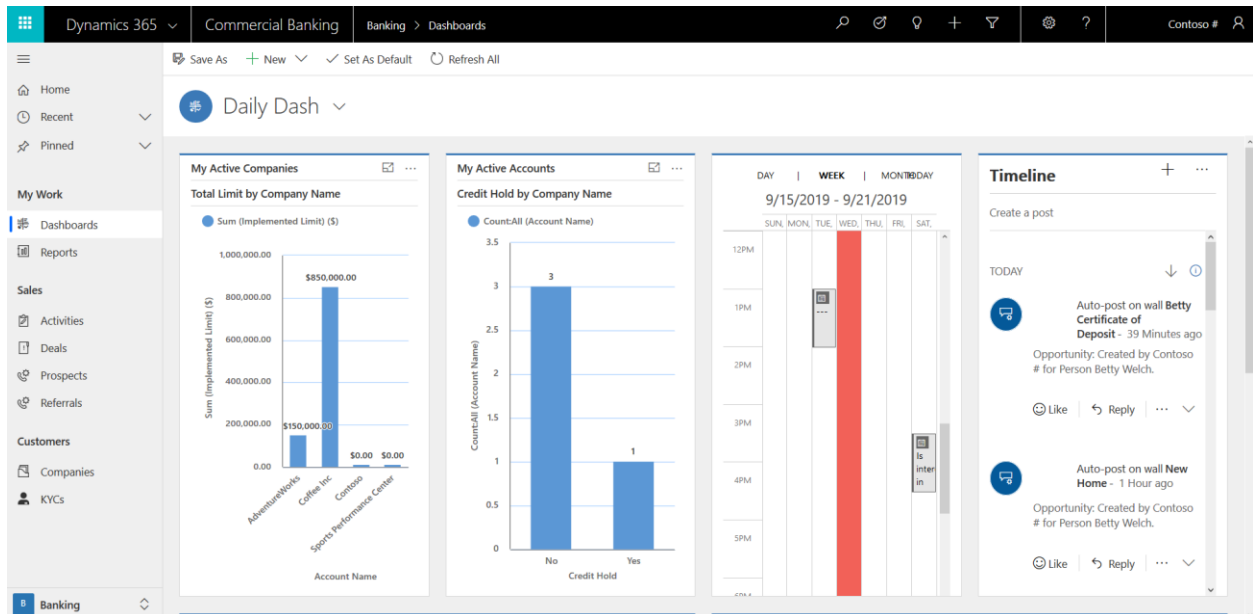 Dynamics 365
Commercial Banking
Banking > Dashboards
Contoso #
Save As
New
Set As Default
Refresh All
Home
Recent
Pinned
My Work
Dashboards
Reports
Sales
Activities
Deals
Prospects
Referrals
Customers
Companies
KYCs
B
Banking
Daily Dash
My Active Companies
Total Limit by Company Name
Sum (Implemented Limit) ($)
Sum (Implemented Limit) ($)
1,000,000.00
800,000.00
600,000.00
400,000.00
200,000.00
0.00
$150,000.00
$850,000.00
$0.00
$0.00
AdventureWorks
Coffee Inc
Contoso
Sports Performance Center
Account Name
My Active Accounts
Credit Hold by Company Name
Count:All (Account Name)
Count:All (Account Name)
3.5
3
2.5
2
1.5
1
0.5
0
3
1
No
Yes
Credit Hold
DAY | WEEK | MONTH
9/15/2019 - 9/21/2019
SUN, MON, TUE, WED, THU, FRI, SAT,
12PM
1PM
2PM
3PM
4PM
5PM
---
Is
inter
in
Timeline
Create a post
TODAY
Auto-post on wall Betty
Certificate of
Deposit - 39 Minutes ago
Opportunity: Created by Contoso
# for Person Betty Welch.
Like
Reply
Auto-post on wall New
Home - 1 Hour ago
Opportunity: Created by Contoso
# for Person Betty Welch.
Like
Reply